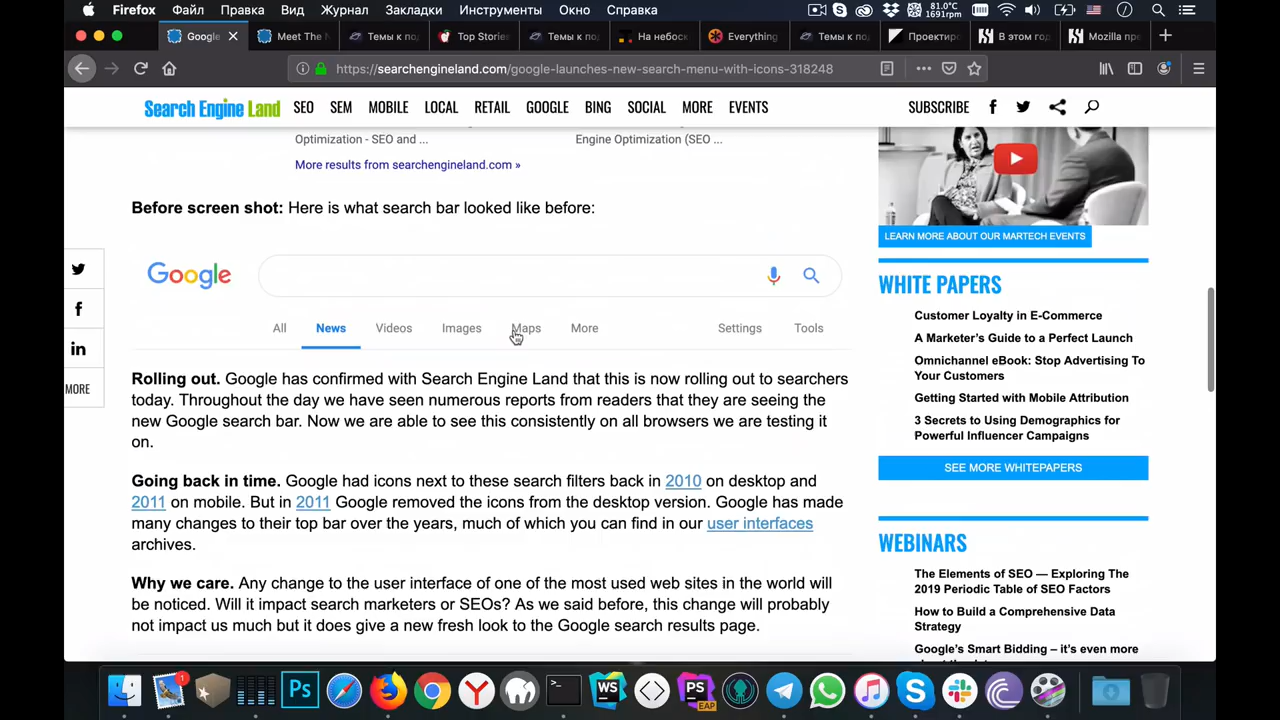 Firefox Файл Правка Вид Журнал Закладки Инструменты Окно Справка
81.0°C
1691rpm
Google
Meet The N
Темы к под
Top Stories
Темы к под
На небоск
Everything
Темы к под
Проектиро
В этом год
Mozilla пре
https://searchengineland.com/google-launches-new-search-menu-with-icons-318248
Search Engine Land SEO SEM MOBILE LOCAL RETAIL GOOGLE BING SOCIAL MORE EVENTS SUBSCRIBE
Optimization - SEO and ...
Engine Optimization (SEO ...
More results from searchengineland.com »
Before screen shot: Here is what search bar looked like before:
Google
All News Videos Images Maps More Settings Tools
MORE
Rolling out. Google has confirmed with Search Engine Land that this is now rolling out to searchers
today. Throughout the day we have seen numerous reports from readers that they are seeing the
new Google search bar. Now we are able to see this consistently on all browsers we are testing it
on.
Going back in time. Google had icons next to these search filters back in 2010 on desktop and
2011 on mobile. But in 2011 Google removed the icons from the desktop version. Google has made
many changes to their top bar over the years, much of which you can find in our user interfaces
archives.
Why we care. Any change to the user interface of one of the most used web sites in the world will
be noticed. Will it impact search marketers or SEOs? As we said before, this change will probably
not impact us much but it does give a new fresh look to the Google search results page.
LEARN MORE ABOUT OUR MARTECH EVENTS
WHITE PAPERS
Customer Loyalty in E-Commerce
A Marketer's Guide to a Perfect Launch
Omnichannel eBook: Stop Advertising To
Your Customers
Getting Started with Mobile Attribution
3 Secrets to Using Demographics for
Powerful Influencer Campaigns
SEE MORE WHITEPAPERS
WEBINARS
The Elements of SEO — Exploring The
2019 Periodic Table of SEO Factors
How to Build a Comprehensive Data
Strategy
Google's Smart Bidding – it's even more
1
Ps
WS
PS
EAP